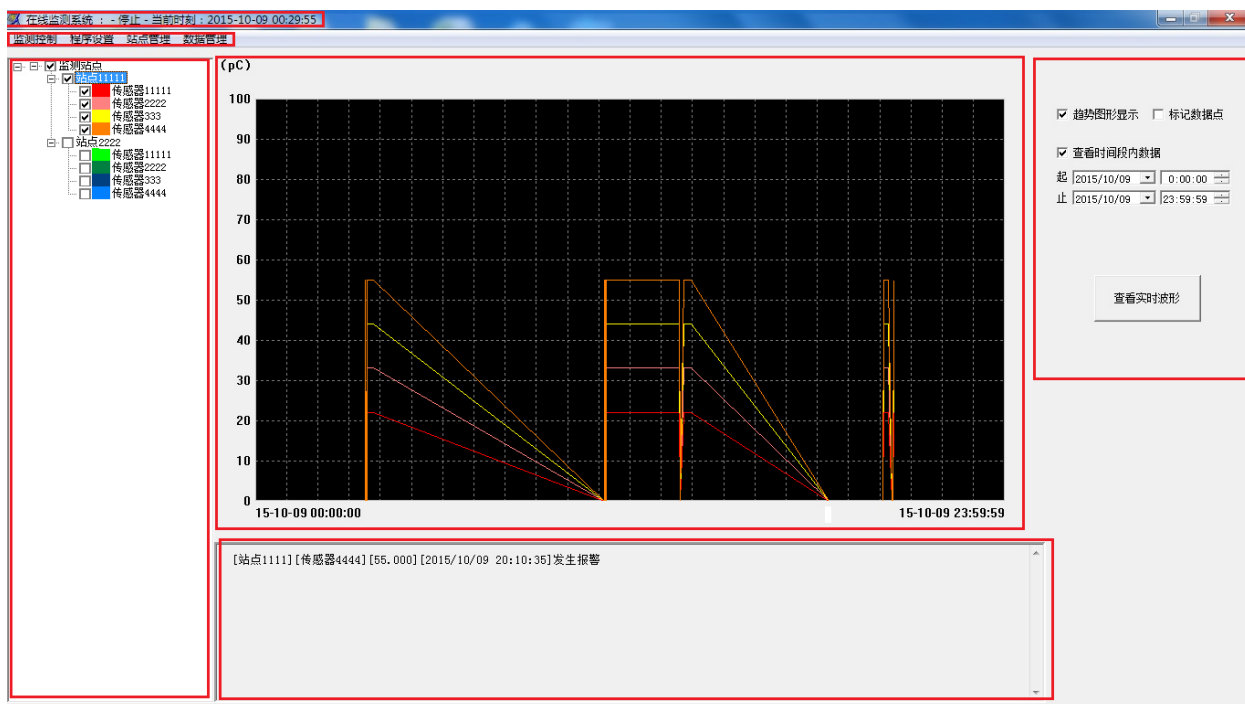 在线监测系统 ： - 停止 - 当前时刻：2015-10-09 00:29:55
监测控制 程序设置 站点管理 数据管理
监测站点
站点11111
传感器11111
传感器2222
传感器333
传感器4444
站点2222
传感器11111
传感器2222
传感器333
传感器4444
(pC)
100
90
80
70
60
50
40
30
20
10
0
15-10-09 00:00:00 15-10-09 23:59:59
趋势图形显示 标记数据点
查看时间段内数据
起 2015/10/09 0:00:00
止 2015/10/09 23:59:59
查看实时波形
[站点1111][传感器4444][55.000][2015/10/09 20:10:35]发生报警